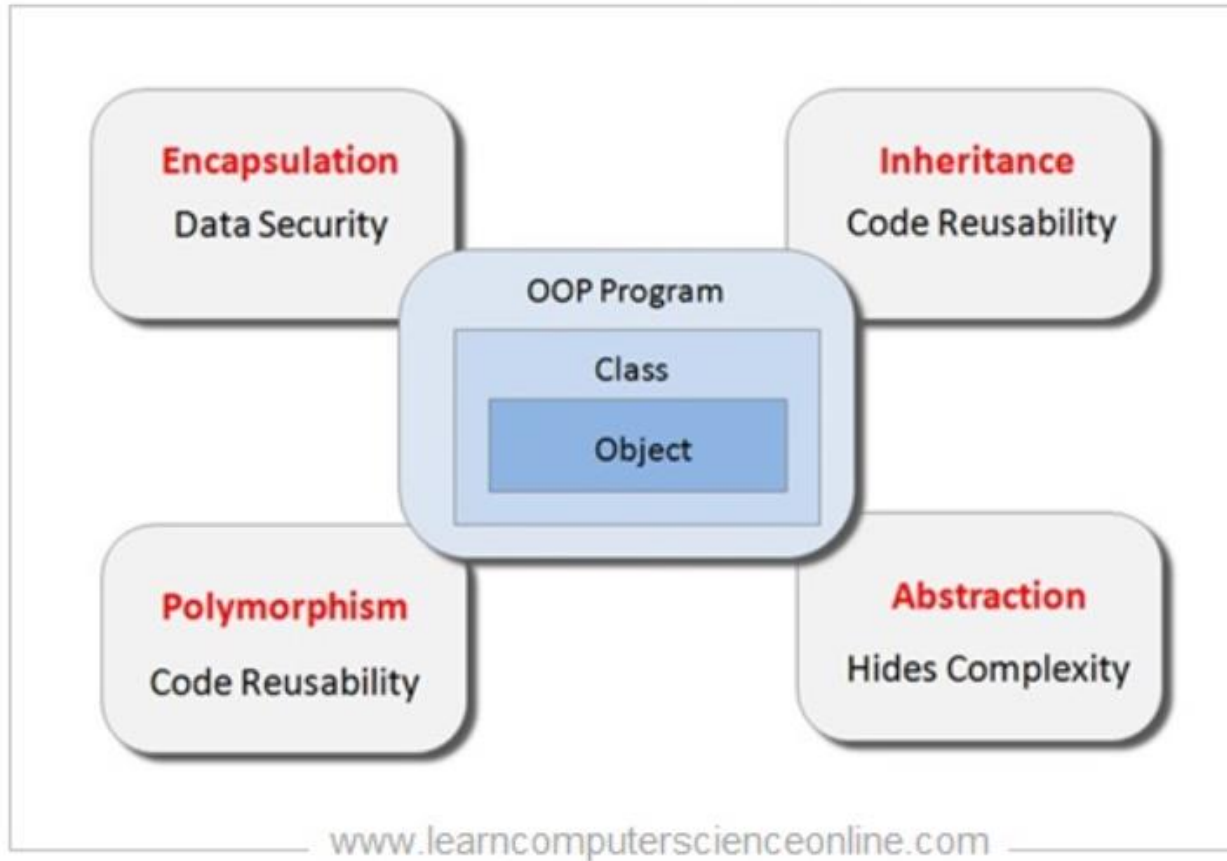 Encapsulation
Data Security
Inheritance
Code Reusability
OOP Program
Class
Object
Polymorphism
Code Reusability
Abstraction
Hides Complexity
www.learncomputerscienceonline.com